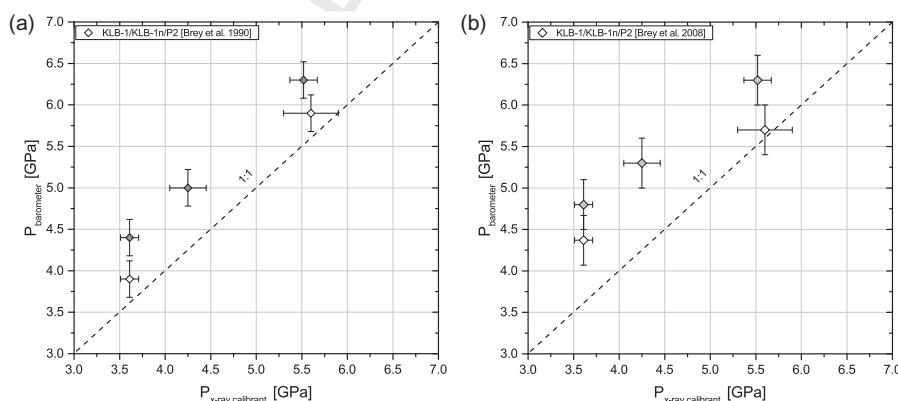 (a)
KLB-1/KLB-1n/P2 [Brey et al. 1990]
7.0
6.5
6.0
5.5
5.0
4.5
4.0
3.5
3.0
P barometer [GPa]
1:1
3.0 3.5 4.0 4.5 5.0 5.5 6.0 6.5 7.0
P x-ray calibrant [GPa]
(b)
KLB-1/KLB-1n/P2 [Brey et al. 2008]
7.0
6.5
6.0
5.5
5.0
4.5
4.0
3.5
3.0
P barometer [GPa]
1:1
3.0 3.5 4.0 4.5 5.0 5.5 6.0 6.5 7.0
P x-ray calibrant [GPa]